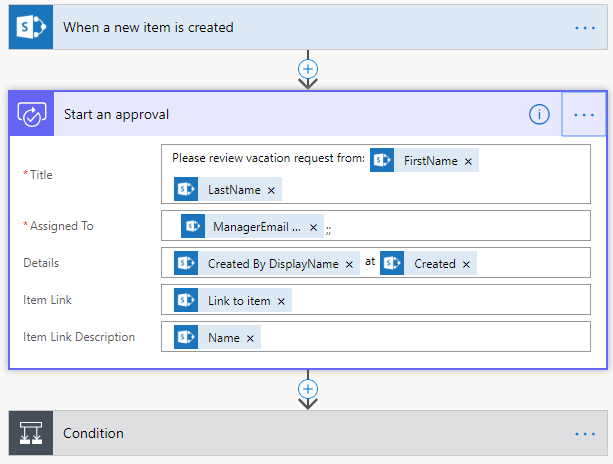 When a new item is created
...
Start an approval
i
...
* Title
Please review vacation request from: S FirstName ×
S LastName ×
* Assigned To
S ManagerEmail ... × ;;
Details
S Created By DisplayName × at S Created ×
Item Link
S Link to item ×
Item Link Description
S Name ×
Condition
...